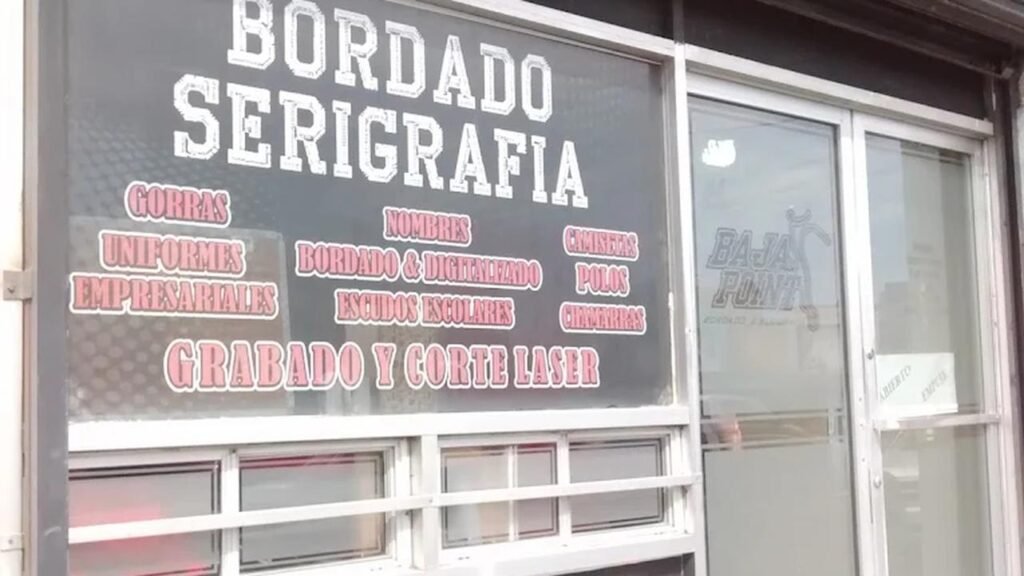 BORDADO
SERIGRAFIA
GORRAS
UNIFORMES
EMPRESARIALES
NOMBRES
BORDADO & DIGITALIZADO
ESCUDOS ESCOLARES
CAMISETAS
POLOS
CHAMARRAS
GRABADO Y CORTE LASER
BAJA
POINT
ABIERTO
EMPUJE